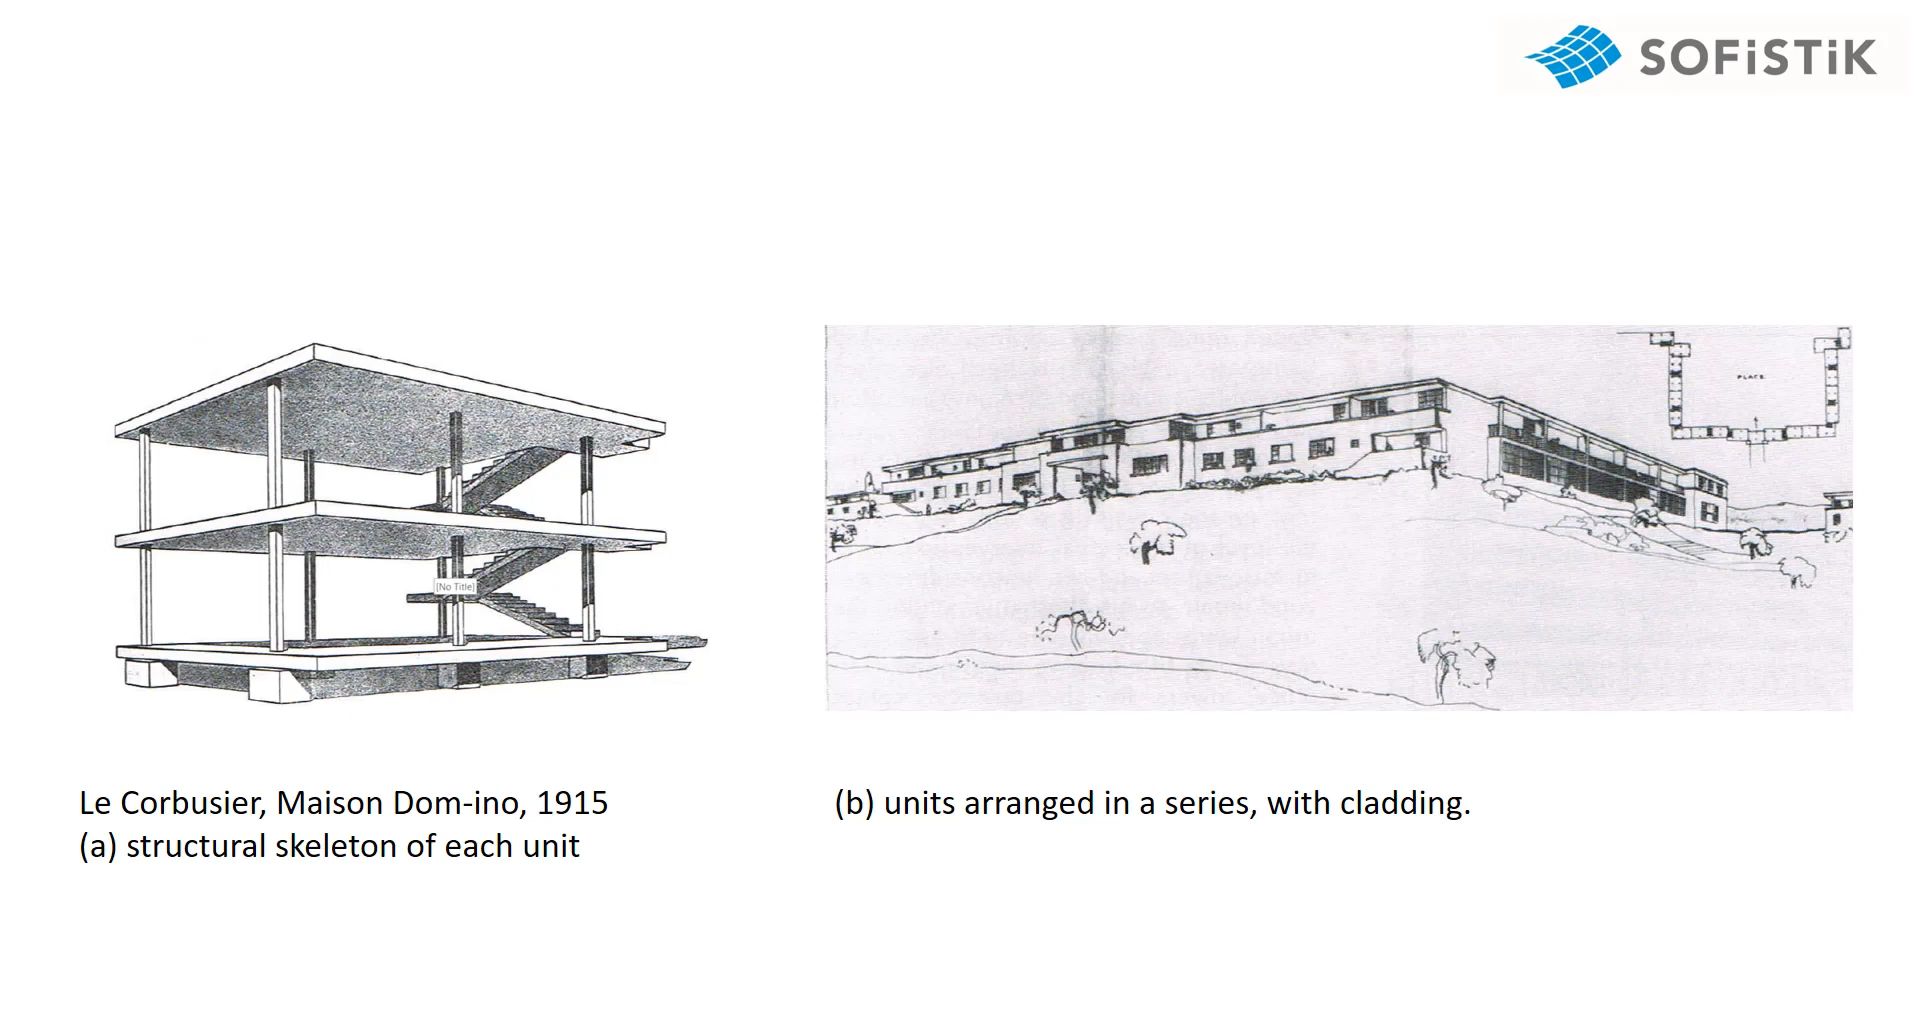 SOFiSTiK
PLACE
[No Title]
Le Corbusier, Maison Dom-ino, 1915
(a) structural skeleton of each unit
(b) units arranged in a series, with cladding.